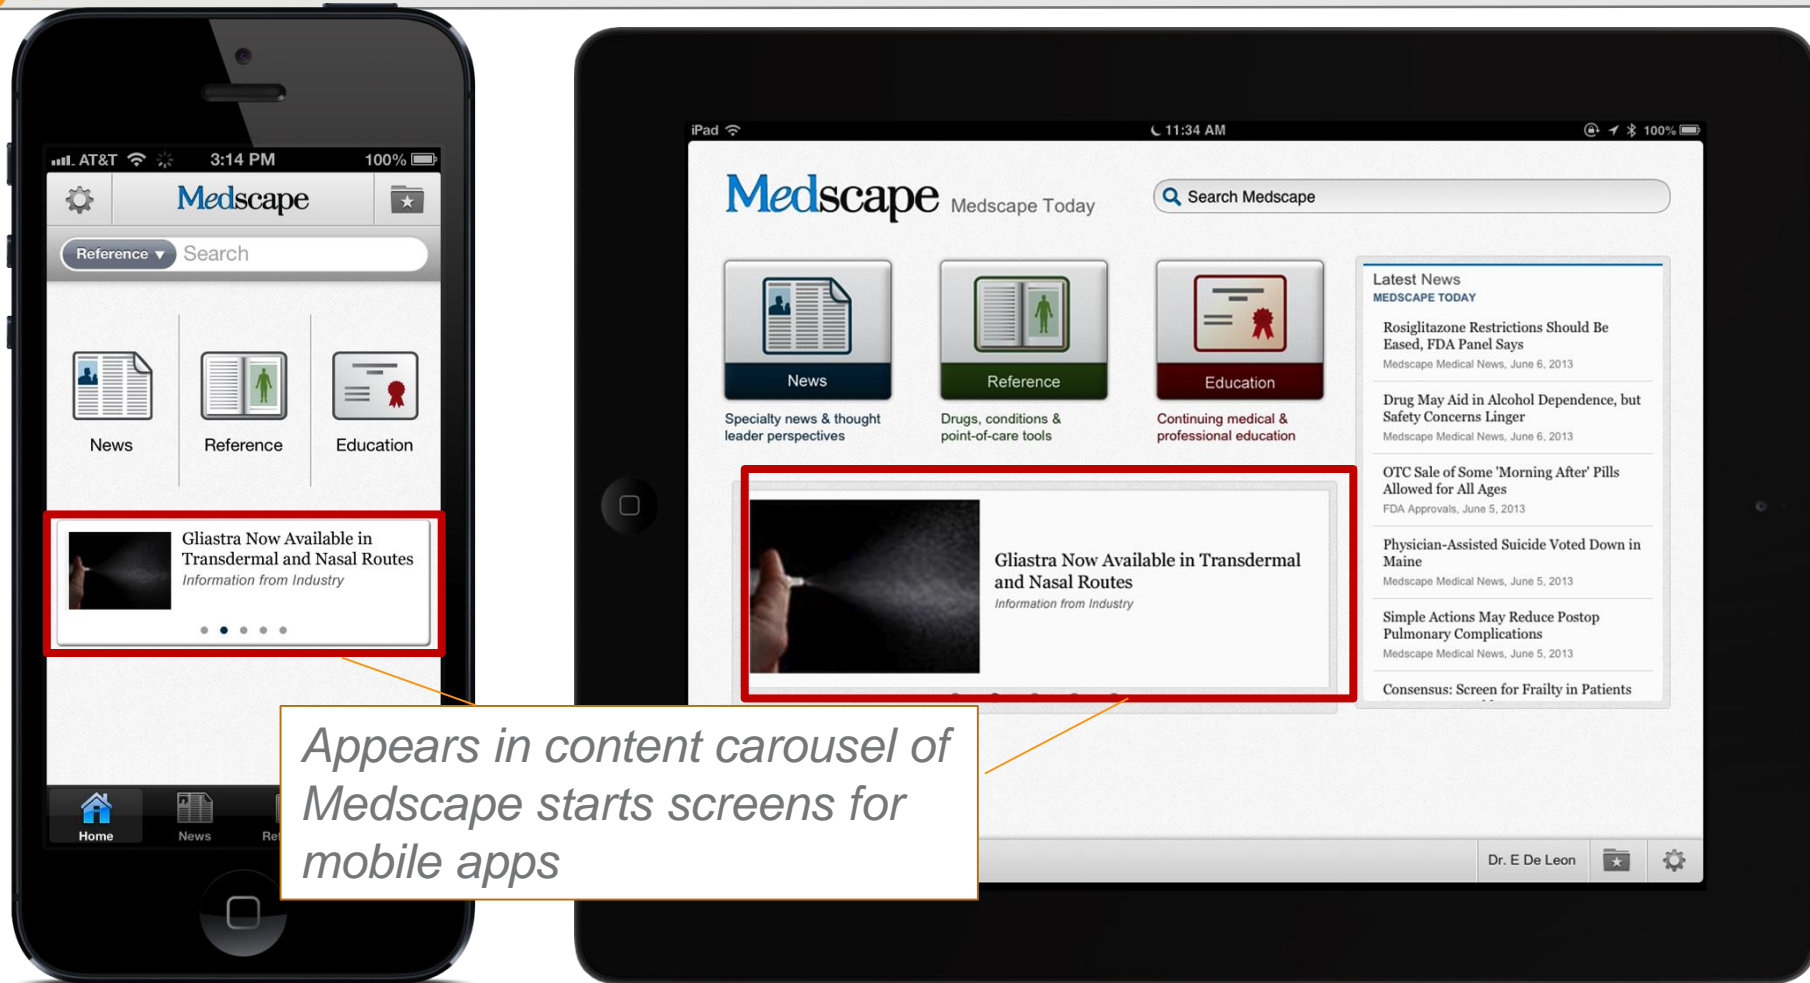 AT&T 3:14 PM 100%
Medscape
Reference ▾ Search
News Reference Education
Gliastra Now Available in
Transdermal and Nasal Routes
Information from Industry
Home News
iPad 11:34 AM 100%
Medscape Medscape Today
Search Medscape
News
Specialty news & thought
leader perspectives
Reference
Drugs, conditions &
point-of-care tools
Education
Continuing medical &
professional education
Gliastra Now Available in Transdermal
and Nasal Routes
Information from Industry
Latest News
MEDSCAPE TODAY
Rosiglitazone Restrictions Should Be
Eased, FDA Panel Says
Medscape Medical News, June 6, 2013
Drug May Aid in Alcohol Dependence, but
Safety Concerns Linger
Medscape Medical News, June 6, 2013
OTC Sale of Some 'Morning After' Pills
Allowed for All Ages
FDA Approvals, June 5, 2013
Physician-Assisted Suicide Voted Down in
Maine
Medscape Medical News, June 5, 2013
Simple Actions May Reduce Postop
Pulmonary Complications
Medscape Medical News, June 5, 2013
Consensus: Screen for Frailty in Patients
Dr. E De Leon
Appears in content carousel of
Medscape starts screens for
mobile apps